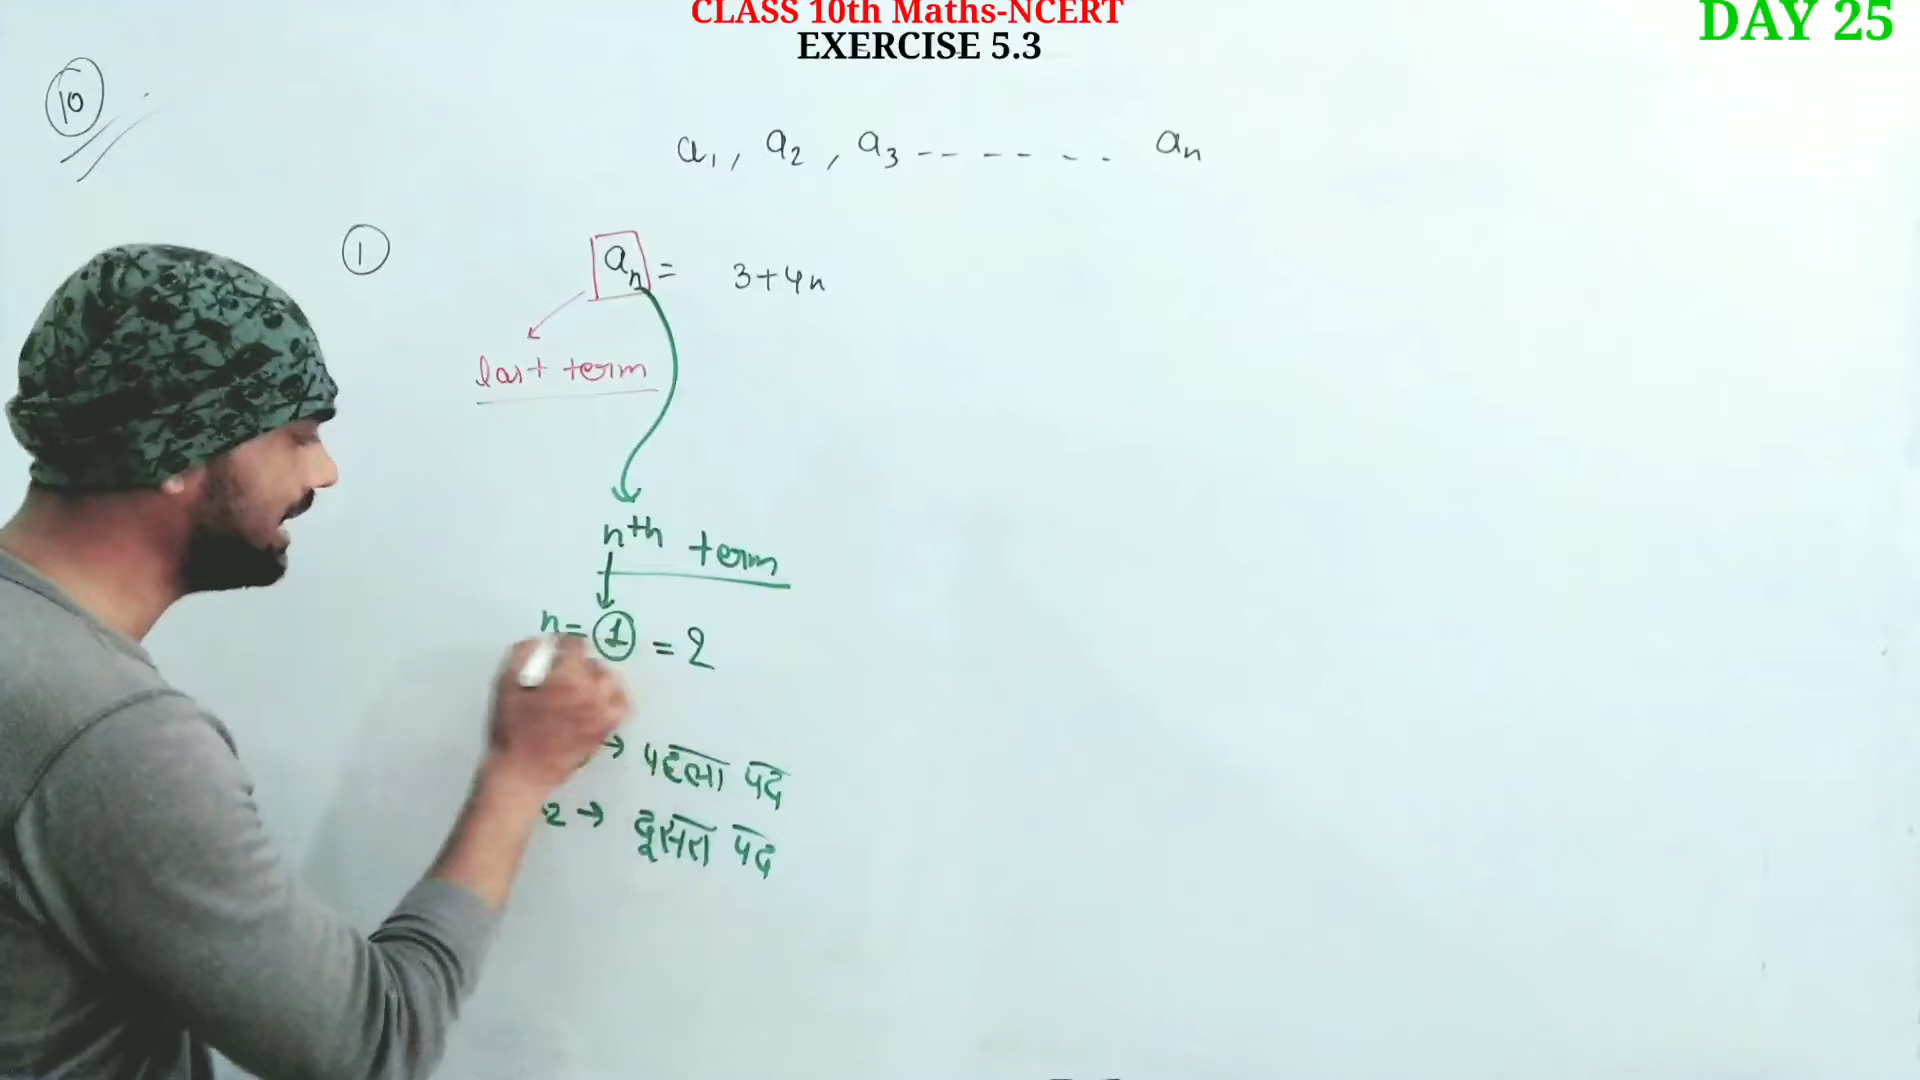 CLASS 10th Maths-NCERT
EXERCISE 5.3
DAY 25
10
a₁, a₂, a₃ - - - - - - - aₙ
1
aₙ = 3+4n
last term
nth term
n= 1 = 2
→ पहला पद
2 → दूसरा पद